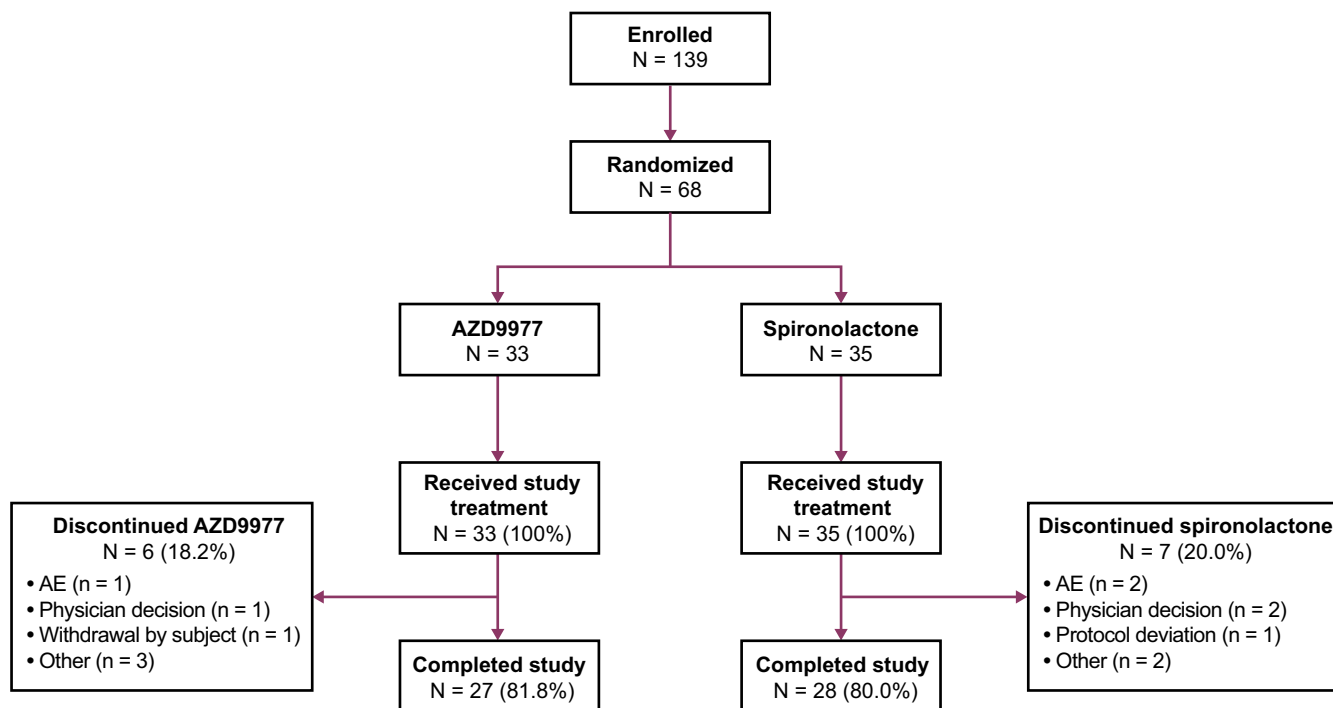 Enrolled
N = 139
Randomized
N = 68
AZD9977
N = 33
Spironolactone
N = 35
Received study
treatment
N = 33 (100%)
Received study
treatment
N = 35 (100%)
Discontinued AZD9977
N = 6 (18.2%)
• AE (n = 1)
• Physician decision (n = 1)
• Withdrawal by subject (n = 1)
• Other (n = 3)
Discontinued spironolactone
N = 7 (20.0%)
• AE (n = 2)
• Physician decision (n = 2)
• Protocol deviation (n = 1)
• Other (n = 2)
Completed study
N = 27 (81.8%)
Completed study
N = 28 (80.0%)